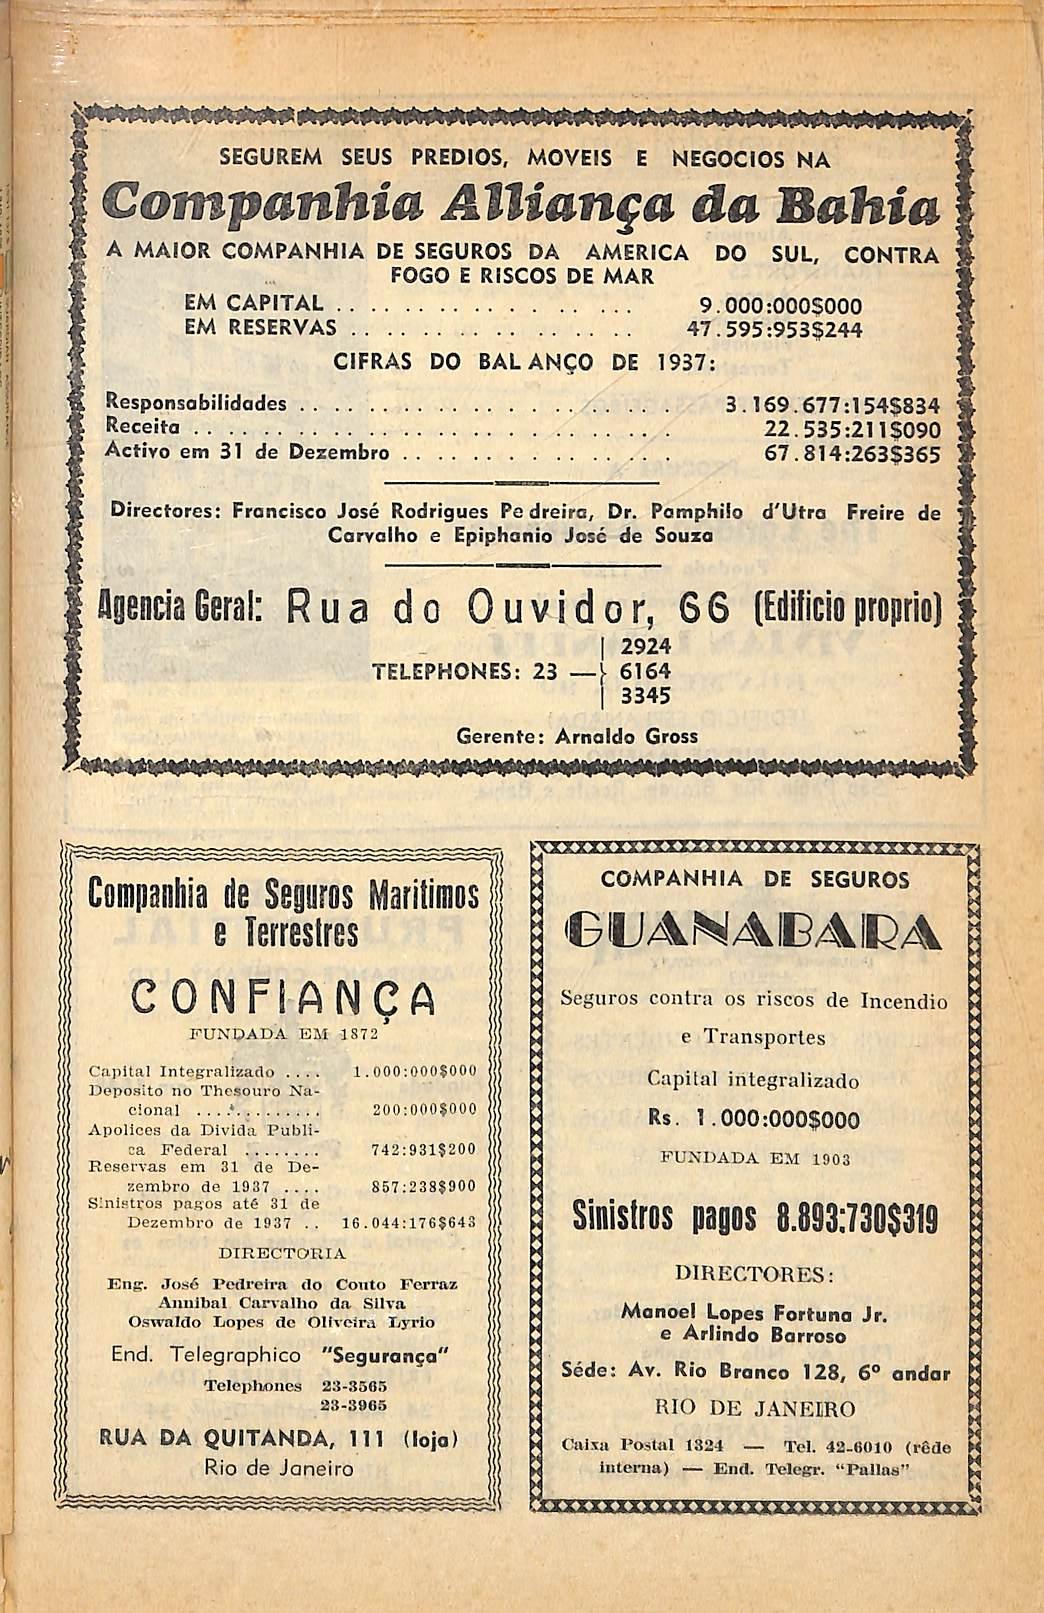 SEGUREM SEUS PREDIOS, MOVEIS E NEGOCIOS NA
Companhia Alliança da Bahia
A MAIOR COMPANHIA DE SEGUROS DA AMERICA DO SUL, CONTRA
FOGO E RISCOS DE MAR
EM CAPITAL .................. 9.000:000$000
EM RESERVAS ................ 47.595:953$244
CIFRAS DO BALANÇO DE 1937:
Responsabilidades ........................ 3.169.677:154$834
Receita ................................ 22.535:211$090
Activo em 31 de Dezembro ................ 67.814:263$365
Directores: Francisco José Rodrigues Pedreira, Dr. Pamphilo d'Utra Freire de
Carvalho e Epiphanio José de Souza
Agencia Geral: Rua do Ouvidor, 66 (Edificio proprio)
2924
TELEPHONES: 23 — } 6164
3345
Gerente: Arnaldo Gross
Companhia de Seguros Maritimos
e Terrestres
CONFIANÇA
FUNDADA EM 1872
Capital Integralizado .... 1.000:000$000
Deposito no Thesouro Na-
cional ............ 200:000$000
Apolices da Divida Publi-
ca Federal ........ 742:931$200
Reservas em 31 de De-
zembro de 1937 .... 857:238$900
Sinistros pagos até 31 de
Dezembro de 1937 .. 16.044:176$643
DIRECTORIA
Eng. José Pedreira do Couto Ferraz
Annibal Carvalho da Silva
Oswaldo Lopes de Oliveira Lyrio
End. Telegraphico "Segurança"
Telephones 23-3565
23-3965
RUA DA QUITANDA, 111 (loja)
Rio de Janeiro
COMPANHIA DE SEGUROS
GUANABARA
Seguros contra os riscos de Incendio
e Transportes
Capital integralizado
Rs. 1.000:000$000
FUNDADA EM 1903
Sinistros pagos 8.893:730$319
DIRECTORES:
Manoel Lopes Fortuna Jr.
e Arlindo Barroso
Séde: Av. Rio Branco 128, 6º andar
RIO DE JANEIRO
Caixa Postal 1324 — Tel. 42-6010 (rêde
interna) — End. Telegr. "Pallas"